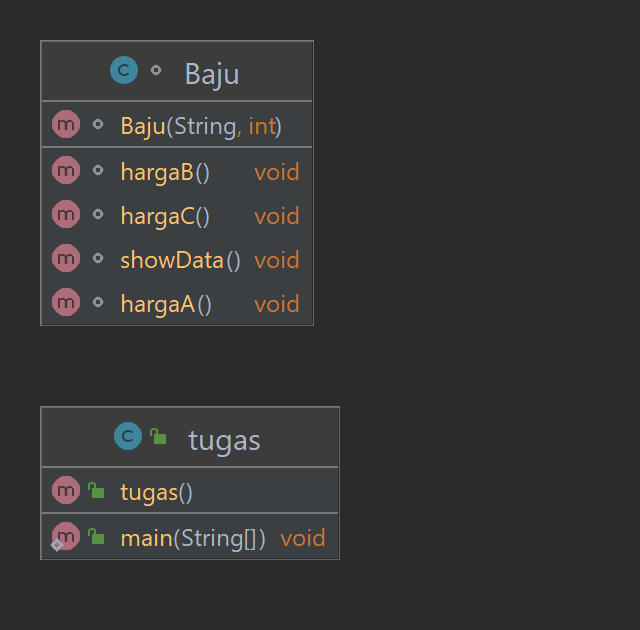 Baju
Baju(String, int)
hargaB() void
hargaC() void
showData() void
hargaA() void
tugas
tugas()
main(String[]) void